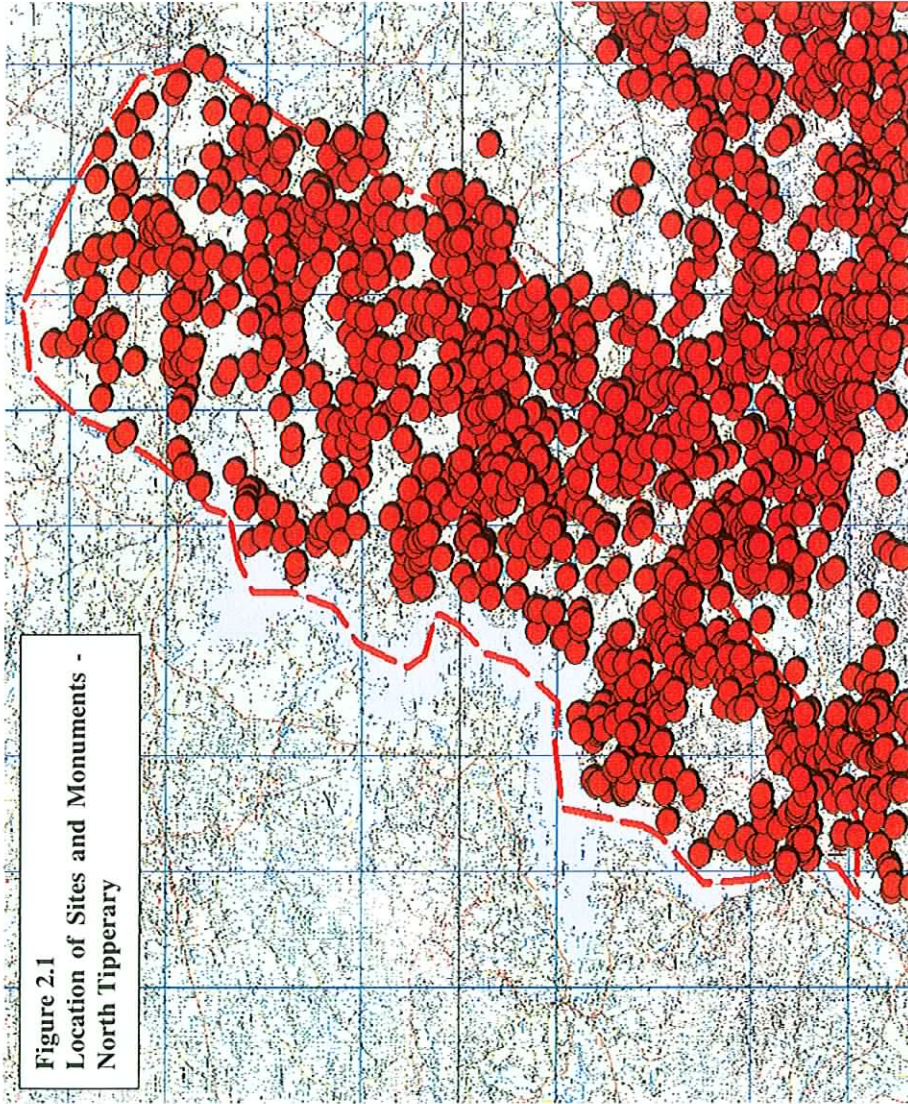 Figure 2.1
Location of Sites and Monuments -
North Tipperary